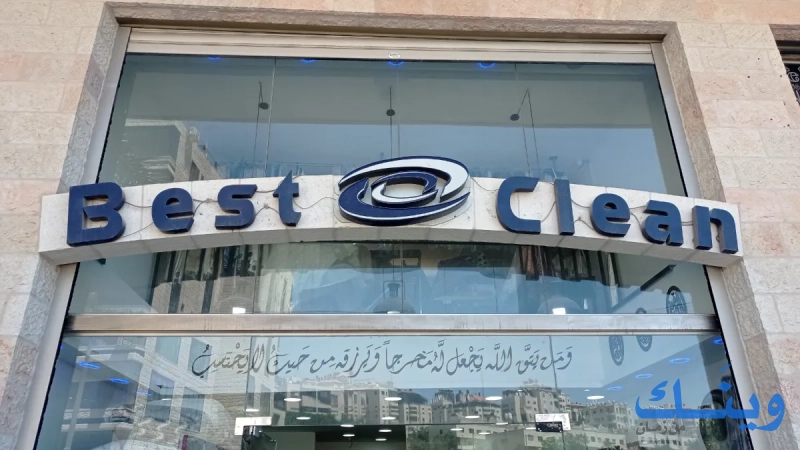 Best Clean
ومن يتق الله يجعل له مخرجاً ويرزقه من حيث لا يحتسب
وينك